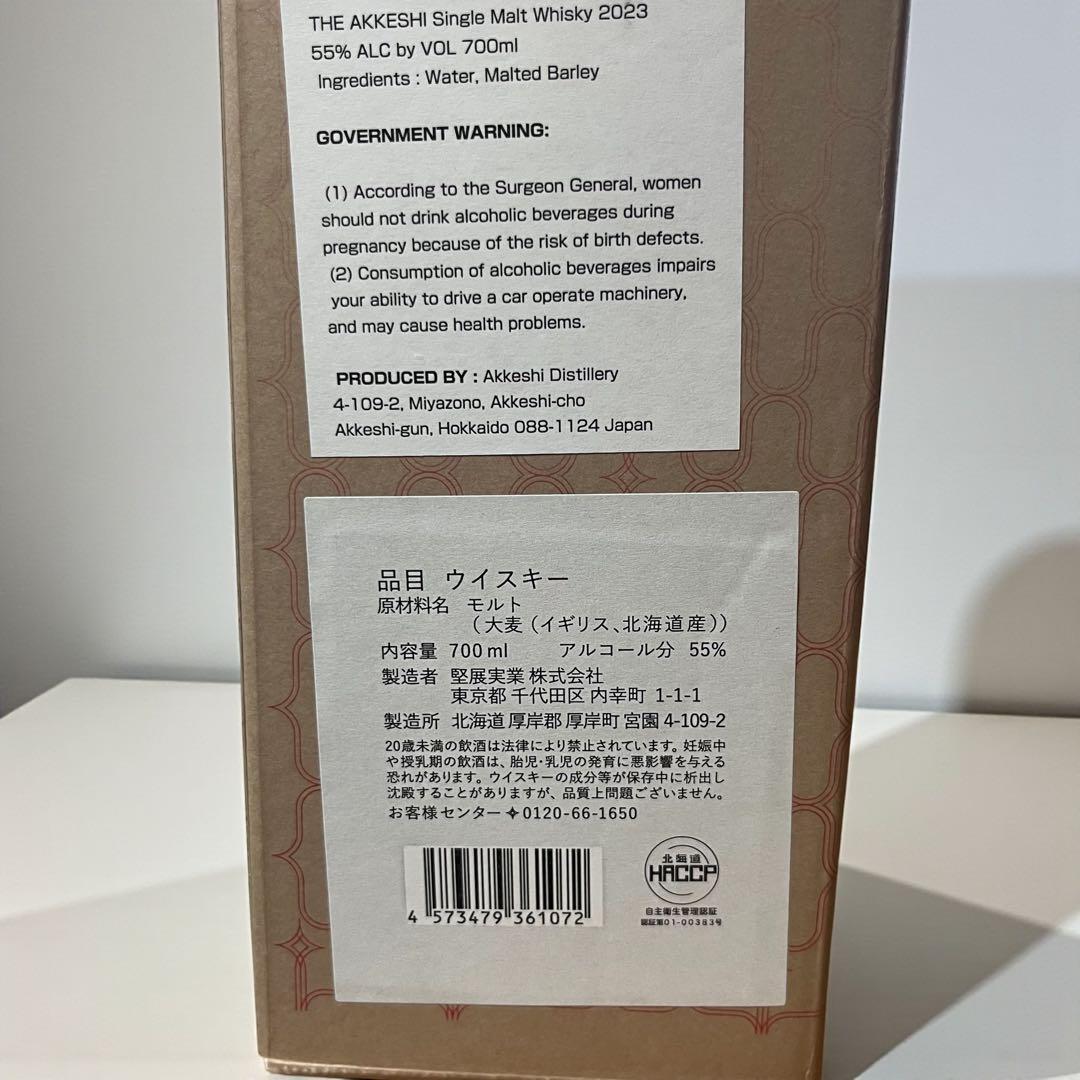 THE AKKESHI Single Malt Whisky 2023
55% ALC by VOL 700ml
Ingredients : Water, Malted Barley
GOVERNMENT WARNING:
(1) According to the Surgeon General, women
should not drink alcoholic beverages during
pregnancy because of the risk of birth defects.
(2) Consumption of alcoholic beverages impairs
your ability to drive a car operate machinery,
and may cause health problems.
PRODUCED BY : Akkeshi Distillery
4-109-2, Miyazono, Akkeshi-cho
Akkeshi-gun, Hokkaido 088-1124 Japan
品目 ウイスキー
原材料名 モルト
(大麦(イギリス、北海道産))
内容量 700ml アルコール分 55%
製造者 堅展実業 株式会社
東京都 千代田区 内幸町 1-1-1
製造所 北海道 厚岸郡 厚岸町 宮園 4-109-2
20歳未満の飲酒は法律により禁止されています。妊娠中
や授乳期の飲酒は、胎児・乳児の発育に悪影響を与える
恐れがあります。ウイスキーの成分等が保存中に析出し
沈殿することがありますが、品質上問題ございません。
お客様センター✦0120-66-1650
4 573479 361072
北海道
HACCP
自主衛生管理認証
認証第01-00383号